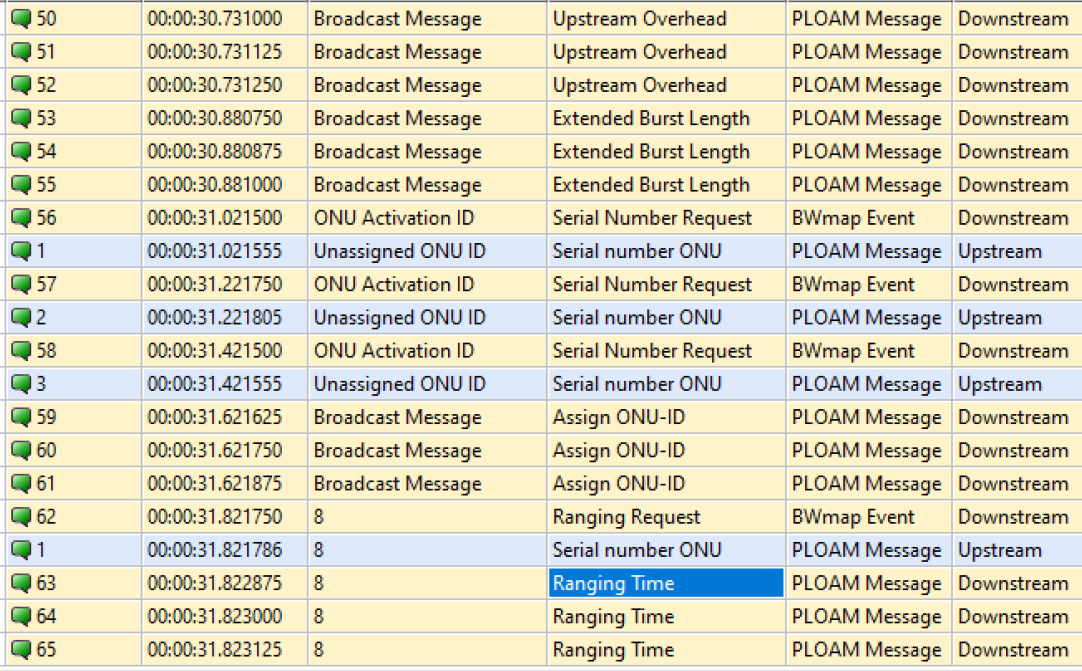 50 00:00:30.731000 Broadcast Message Upstream Overhead PLOAM Message Downstream
51 00:00:30.731125 Broadcast Message Upstream Overhead PLOAM Message Downstream
52 00:00:30.731250 Broadcast Message Upstream Overhead PLOAM Message Downstream
53 00:00:30.880750 Broadcast Message Extended Burst Length PLOAM Message Downstream
54 00:00:30.880875 Broadcast Message Extended Burst Length PLOAM Message Downstream
55 00:00:30.881000 Broadcast Message Extended Burst Length PLOAM Message Downstream
56 00:00:31.021500 ONU Activation ID Serial Number Request BWmap Event Downstream
1 00:00:31.021555 Unassigned ONU ID Serial number ONU PLOAM Message Upstream
57 00:00:31.221750 ONU Activation ID Serial Number Request BWmap Event Downstream
2 00:00:31.221805 Unassigned ONU ID Serial number ONU PLOAM Message Upstream
58 00:00:31.421500 ONU Activation ID Serial Number Request BWmap Event Downstream
3 00:00:31.421555 Unassigned ONU ID Serial number ONU PLOAM Message Upstream
59 00:00:31.621625 Broadcast Message Assign ONU-ID PLOAM Message Downstream
60 00:00:31.621750 Broadcast Message Assign ONU-ID PLOAM Message Downstream
61 00:00:31.621875 Broadcast Message Assign ONU-ID PLOAM Message Downstream
62 00:00:31.821750 8 Ranging Request BWmap Event Downstream
1 00:00:31.821786 8 Serial number ONU PLOAM Message Upstream
63 00:00:31.822875 8 Ranging Time PLOAM Message Downstream
64 00:00:31.823000 8 Ranging Time PLOAM Message Downstream
65 00:00:31.823125 8 Ranging Time PLOAM Message Downstream